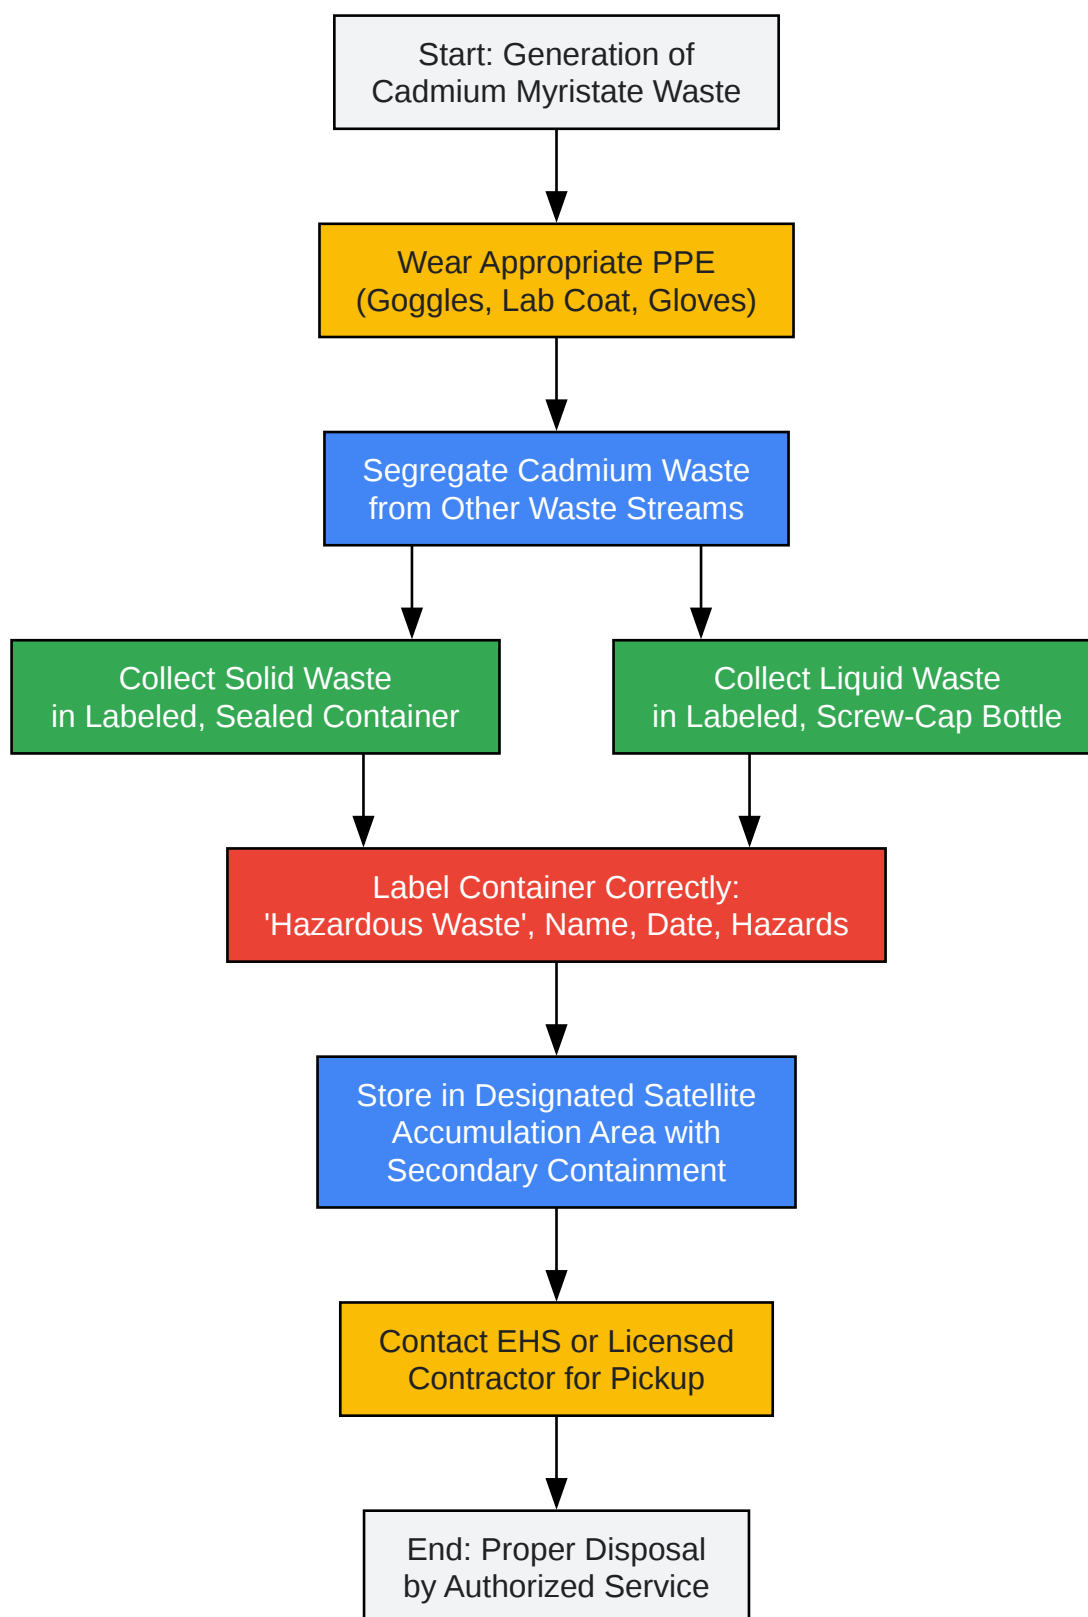 Start: Generation of
Cadmium Myristate Waste
Wear Appropriate PPE
(Goggles, Lab Coat, Gloves)
Segregate Cadmium Waste
from Other Waste Streams
Collect Solid Waste
in Labeled, Sealed Container
Collect Liquid Waste
in Labeled, Screw-Cap Bottle
Label Container Correctly:
'Hazardous Waste', Name, Date, Hazards
Store in Designated Satellite
Accumulation Area with
Secondary Containment
Contact EHS or Licensed
Contractor for Pickup
End: Proper Disposal
by Authorized Service